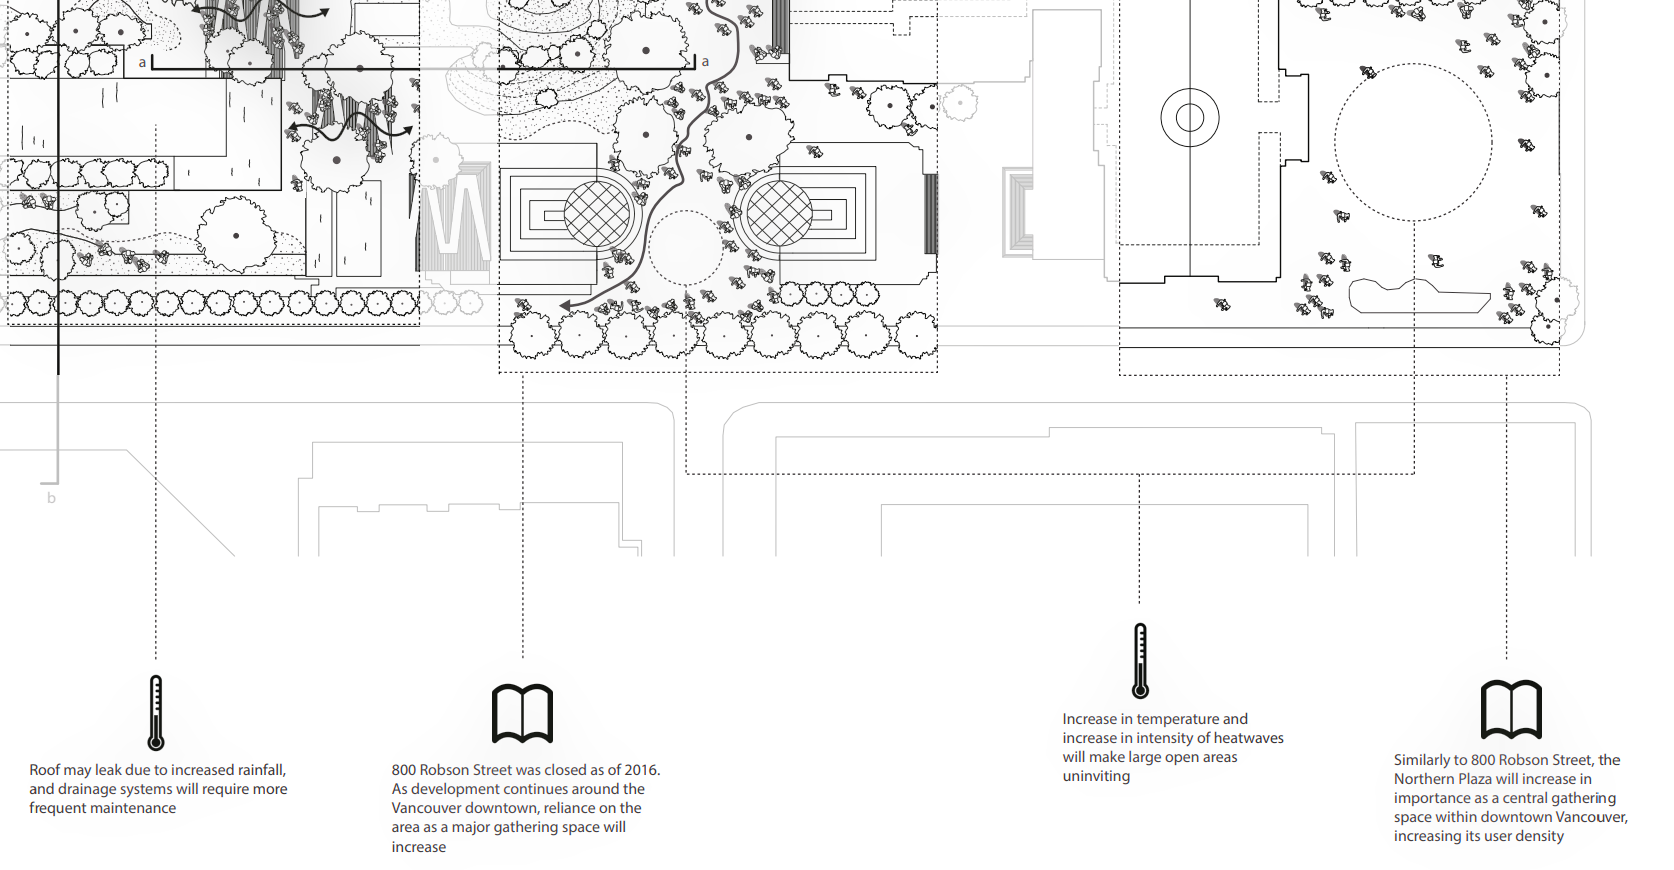 a
a
b
Roof may leak due to increased rainfall,
and drainage systems will require more
frequent maintenance
800 Robson Street was closed as of 2016.
As development continues around the
Vancouver downtown, reliance on the
area as a major gathering space will
increase
Increase in temperature and
increase in intensity of heatwaves
will make large open areas
uninviting
Similarly to 800 Robson Street, the
Northern Plaza will increase in
importance as a central gathering
space within downtown Vancouver,
increasing its user density